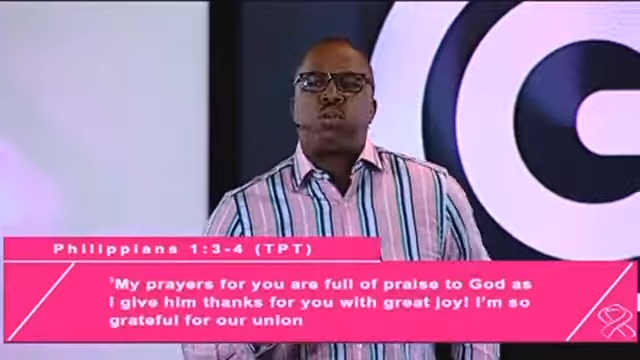 Philippians 1:3-4 (TPT)
³My prayers for you are full of praise to God as
I give him thanks for you with great joy! I'm so
grateful for our union